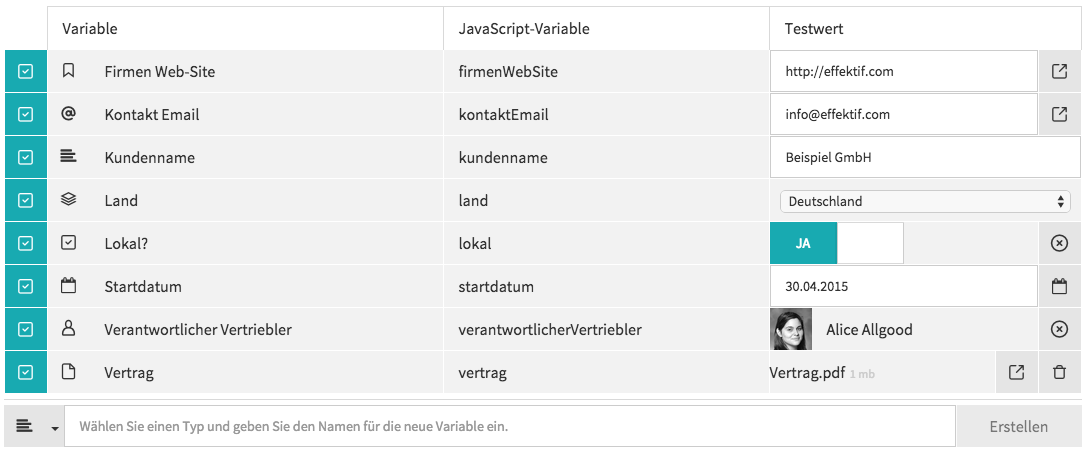 Variable JavaScript-Variable Testwert
Firmen Web-Site firmenWebSite http://effektif.com
Kontakt Email kontaktEmail info@effektif.com
Kundenname kundenname Beispiel GmbH
Land land Deutschland
Lokal? lokal JA
Startdatum startdatum 30.04.2015
Verantwortlicher Vertriebler verantwortlicherVertriebler Alice Allgood
Vertrag vertrag Vertrag.pdf 1 mb
Wählen Sie einen Typ und geben Sie den Namen für die neue Variable ein. Erstellen